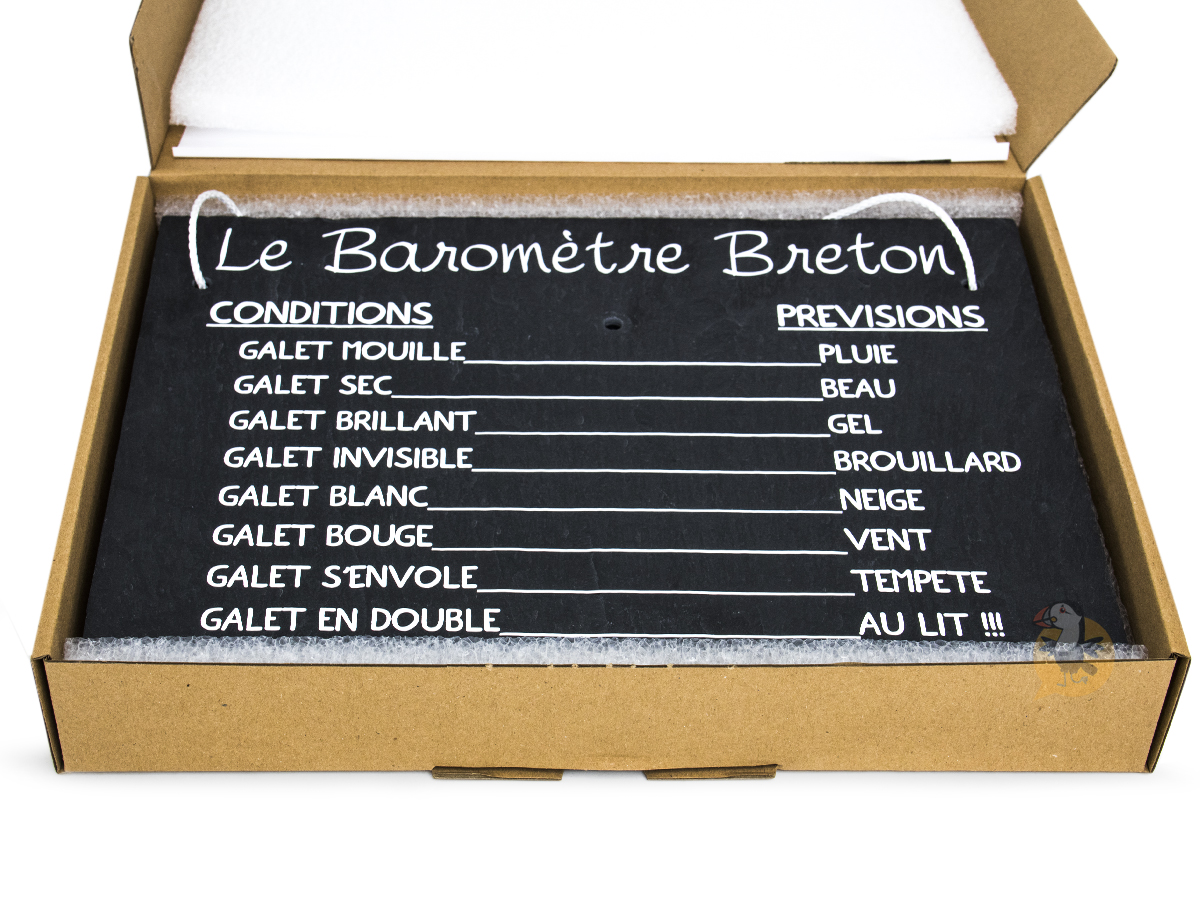 Le Baromètre Breton
CONDITIONS PREVISIONS
GALET MOUILLE PLUIE
GALET SEC BEAU
GALET BRILLANT GEL
GALET INVISIBLE BROUILLARD
GALET BLANC NEIGE
GALET BOUGE VENT
GALET S'ENVOLE TEMPETE
GALET EN DOUBLE AU LIT !!!